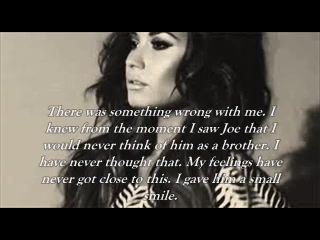 There was something wrong with me. I
knew from the moment I saw Joe that I
would never think of him as a brother. I
have never thought that. My feelings have
never got close to this. I gave him a small
smile.